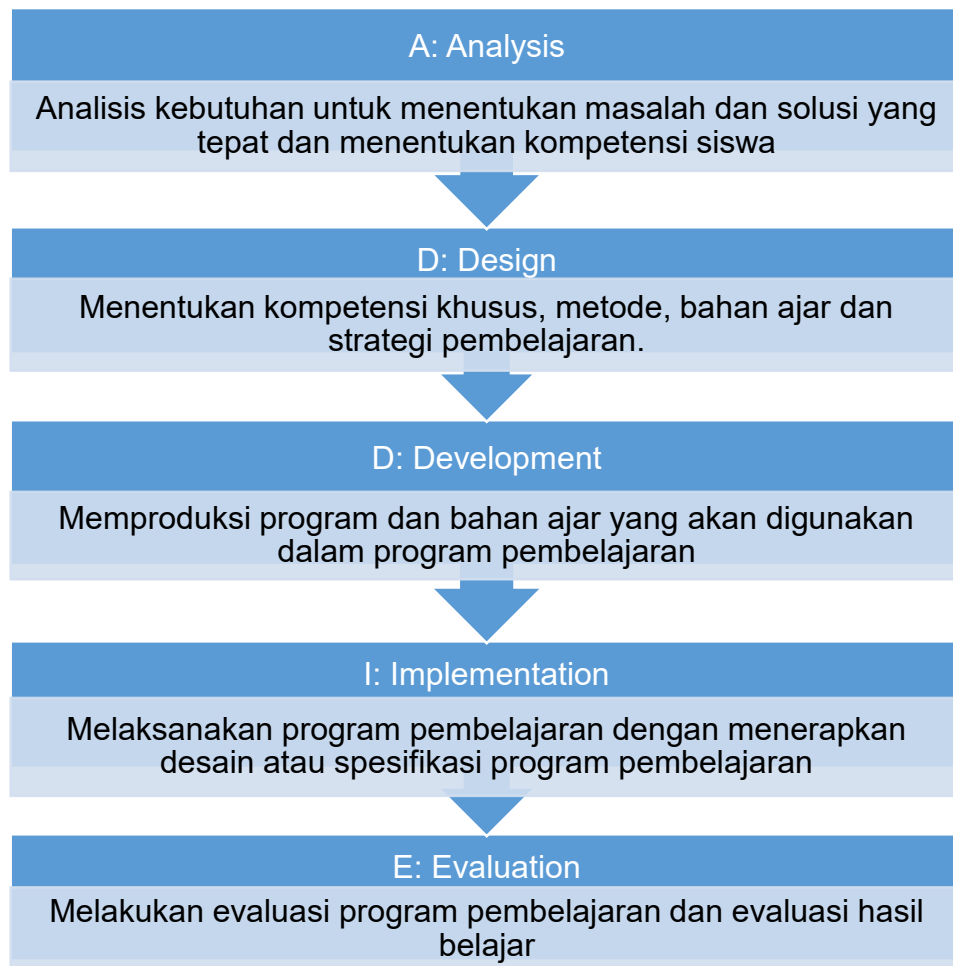 A: Analysis
Analisis kebutuhan untuk menentukan masalah dan solusi yang
tepat dan menentukan kompetensi siswa
D: Design
Menentukan kompetensi khusus, metode, bahan ajar dan
strategi pembelajaran.
D: Development
Memproduksi program dan bahan ajar yang akan digunakan
dalam program pembelajaran
I: Implementation
Melaksanakan program pembelajaran dengan menerapkan
desain atau spesifikasi program pembelajaran
E: Evaluation
Melakukan evaluasi program pembelajaran dan evaluasi hasil
belajar